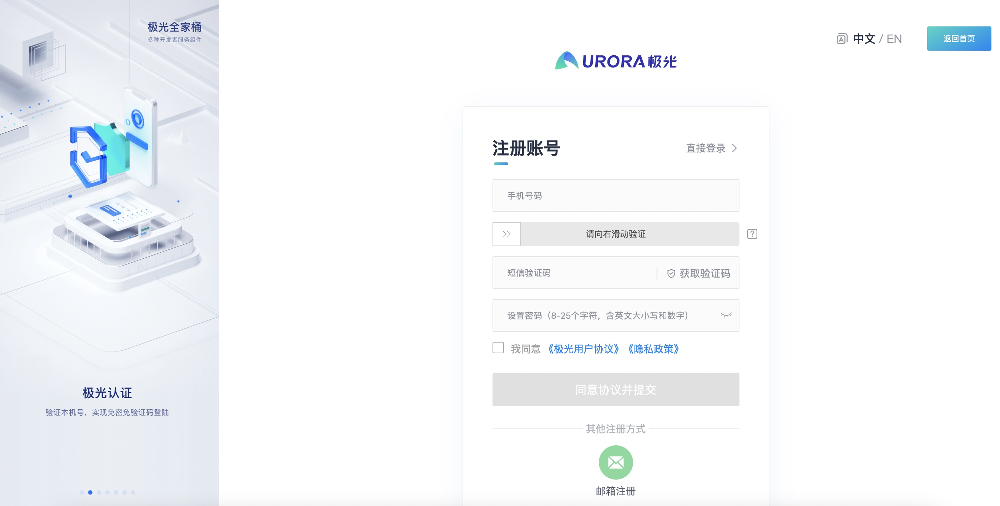 极光全家桶
多种开发者服务组件
极光认证
验证本机号，实现免密免验证码登陆
中文 / EN
返回首页
URORA极光
注册账号
直接登录
手机号码
请向右滑动验证
短信验证码
获取验证码
设置密码（8-25个字符，含英文大小写和数字）
我同意 《极光用户协议》 《隐私政策》
同意协议并提交
其他注册方式
邮箱注册